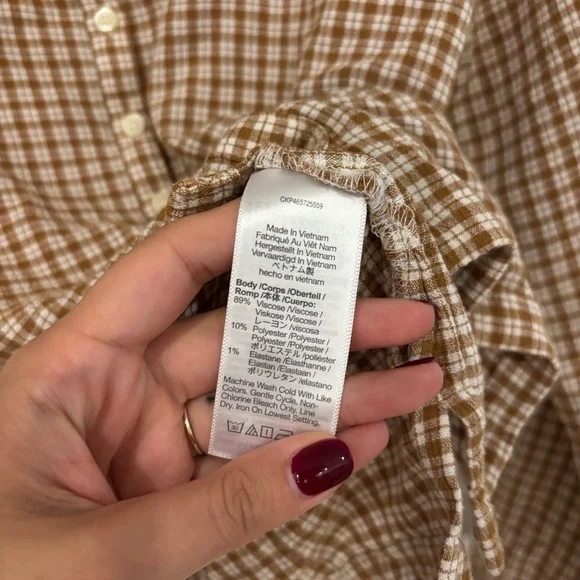 CKP465725559
Made In Vietnam
Fabriqué Au Viêt Nam
Hergestellt In Vietnam
Vervaardigd In Vietnam
ベトナム製
hecho en vietnam
Body /Corps /Oberteil /
Romp /本体 /Cuerpo:
89% Viscose /Viscose /
Viskose /Viscose /
レーヨン /viscosa
10% Polyester /Polyester /
Polyester /Polyester /
ポリエステル /poliéster
1% Elastane /Elasthanne /
Elastan /Elastaan /
ポリウレタン /elastano
Machine Wash Cold With Like
Colors. Gentle Cycle. Non-
Chlorine Bleach Only. Line
Dry. Iron On Lowest Setting.
30